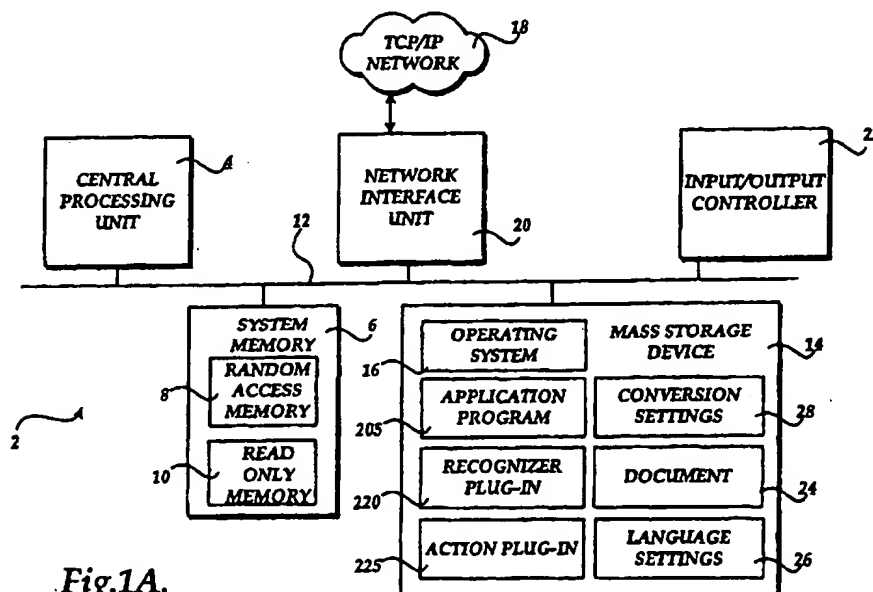 TCP/IP
NETWORK
18
CENTRAL
PROCESSING
UNIT
4
NETWORK
INTERFACE
UNIT
20
INPUT/OUTPUT
CONTROLLER
2
12
SYSTEM
MEMORY
6
RANDOM
ACCESS
MEMORY
8
READ
ONLY
MEMORY
10
2
OPERATING
SYSTEM
16
MASS STORAGE
DEVICE
14
APPLICATION
PROGRAM
205
CONVERSION
SETTINGS
28
RECOGNIZER
PLUG-IN
220
DOCUMENT
24
ACTION PLUG-IN
225
LANGUAGE
SETTINGS
26
Fig.1A.